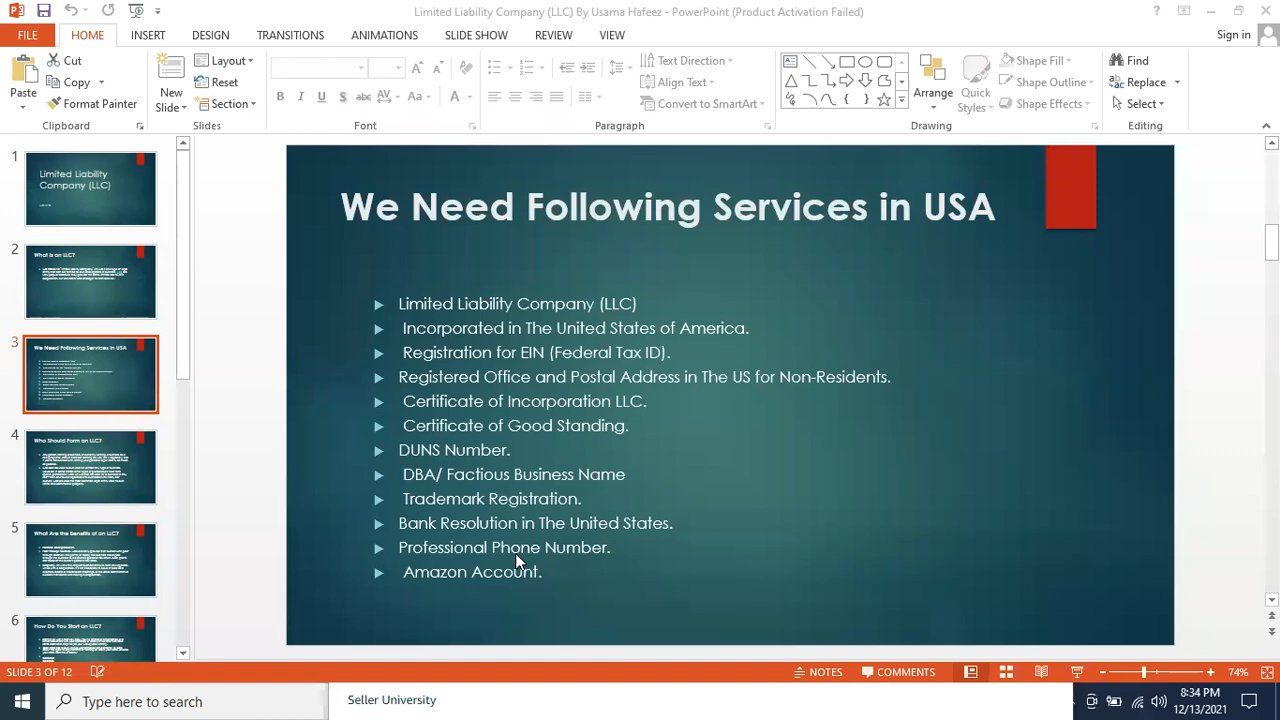 Limited Liability Company (LLC) By Usama Hafeez - PowerPoint (Product Activation Failed)
FILE HOME INSERT DESIGN TRANSITIONS ANIMATIONS SLIDE SHOW REVIEW VIEW Sign in
Paste
Cut
Copy
Format Painter
Clipboard
New Slide
Layout
Reset
Section
Slides
Font
Text Direction
Align Text
Convert to SmartArt
Paragraph
Arrange
Quick Styles
Shape Fill
Shape Outline
Shape Effects
Drawing
Find
Replace
Select
Editing
1
Limited Liability
Company (LLC)
2
What is an LLC?
3
We Need Following Services in USA
4
Who Should Form an LLC?
5
What Are the Benefits of an LLC?
6
How Do You Start an LLC?
We Need Following Services in USA
Limited Liability Company (LLC)
Incorporated in The United States of America.
Registration for EIN (Federal Tax ID).
Registered Office and Postal Address in The US for Non-Residents.
Certificate of Incorporation LLC.
Certificate of Good Standing.
DUNS Number.
DBA/ Factious Business Name
Trademark Registration.
Bank Resolution in The United States.
Professional Phone Number.
Amazon Account.
SLIDE 3 OF 12 NOTES COMMENTS 74%
Type here to search
Seller University
8:34 PM
12/13/2021